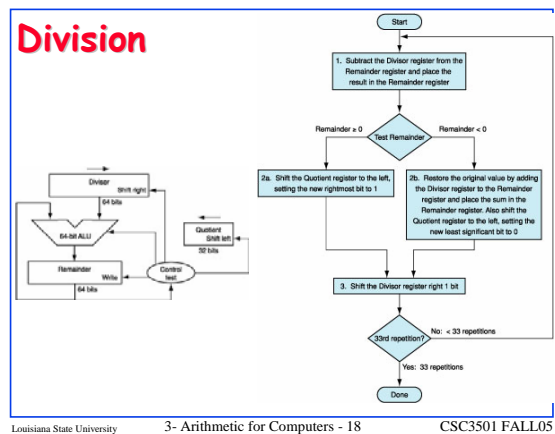 Division
Start
1. Subtract the Divisor register from the
Remainder register and place the
result in the Remainder register
Remainder ≥ 0
Remainder < 0
Test Remainder
2a. Shift the Quotient register to the left,
setting the new rightmost bit to 1
2b. Restore the original value by adding
the Divisor register to the Remainder
register and place the sum in the
Remainder register. Also shift the
Quotient register to the left, setting the
new least significant bit to 0
3. Shift the Divisor register right 1 bit
33rd repetition?
No: < 33 repetitions
Yes: 33 repetitions
Done
Divisor
Shift right
64 bits
64-bit ALU
Quotient
Shift left
32 bits
Remainder
Write
Control
test
64 bits
Louisiana State University
3- Arithmetic for Computers - 18
CSC3501 FALL05